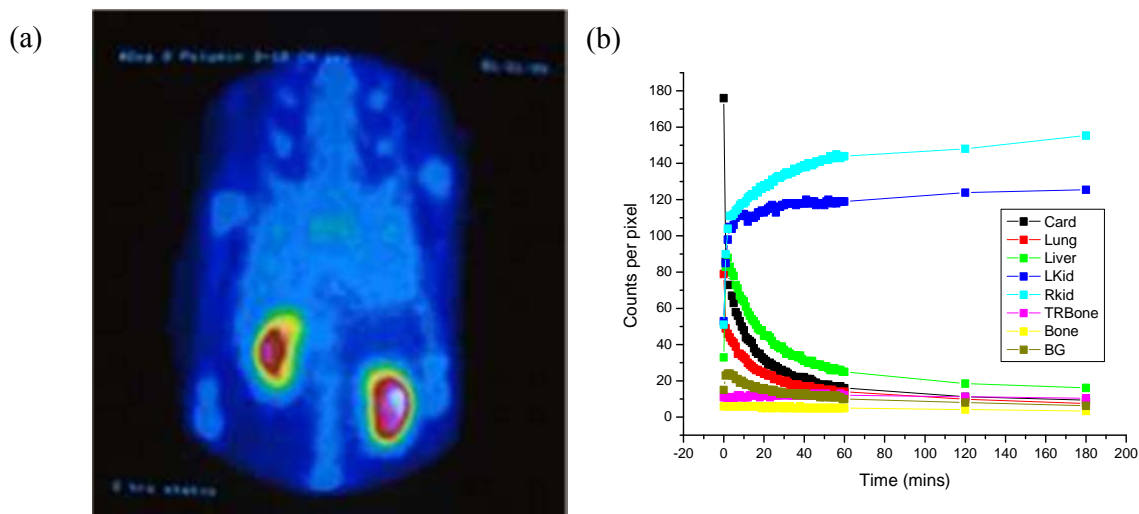 (a)
(b)
Counts per pixel
180
160
140
120
100
80
60
40
20
0
Card
Lung
Liver
LKid
Rkid
TRBone
Bone
BG
-20 0 20 40 60 80 100 120 140 160 180 200
Time (mins)